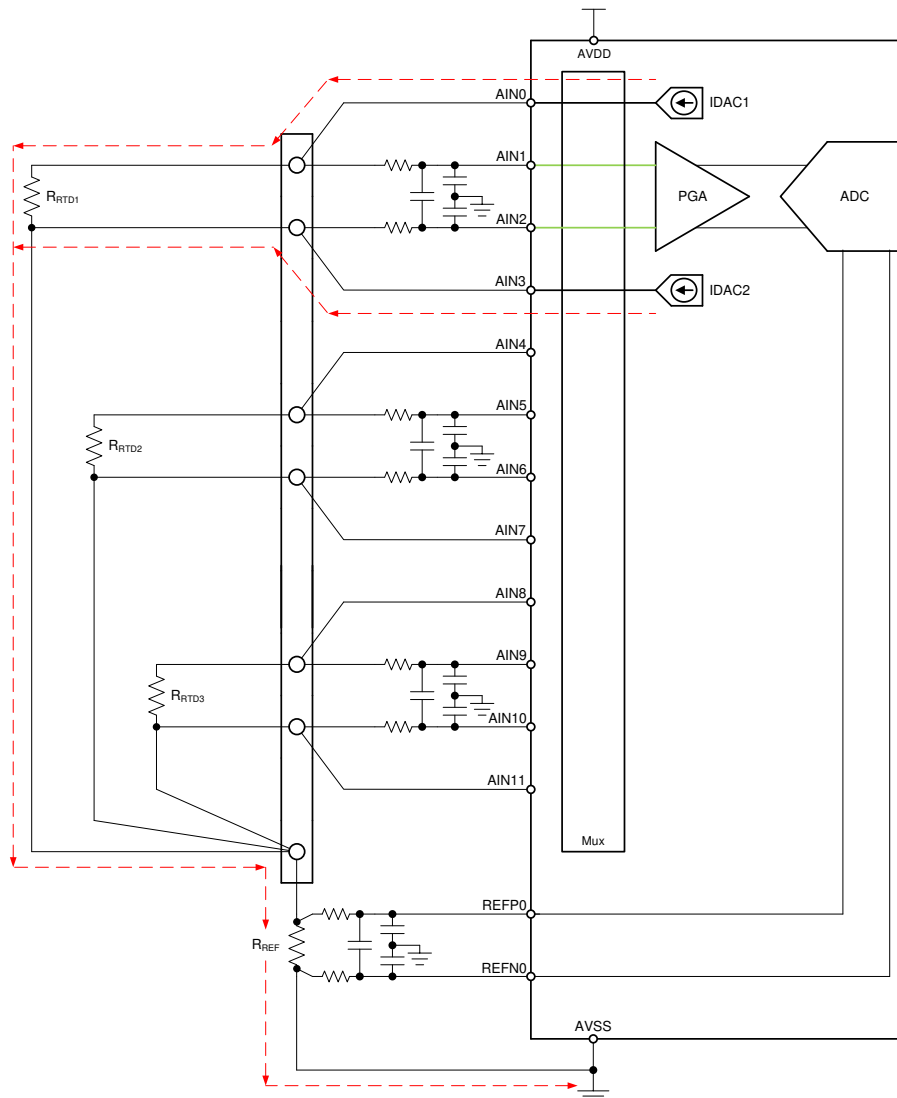 AVDD
AIN0
IDAC1
AIN1
RRTD1
PGA
ADC
AIN2
AIN3
IDAC2
AIN4
AIN5
RRTD2
AIN6
AIN7
AIN8
AIN9
RRTD3
AIN10
AIN11
Mux
REFP0
RREF
REFN0
AVSS